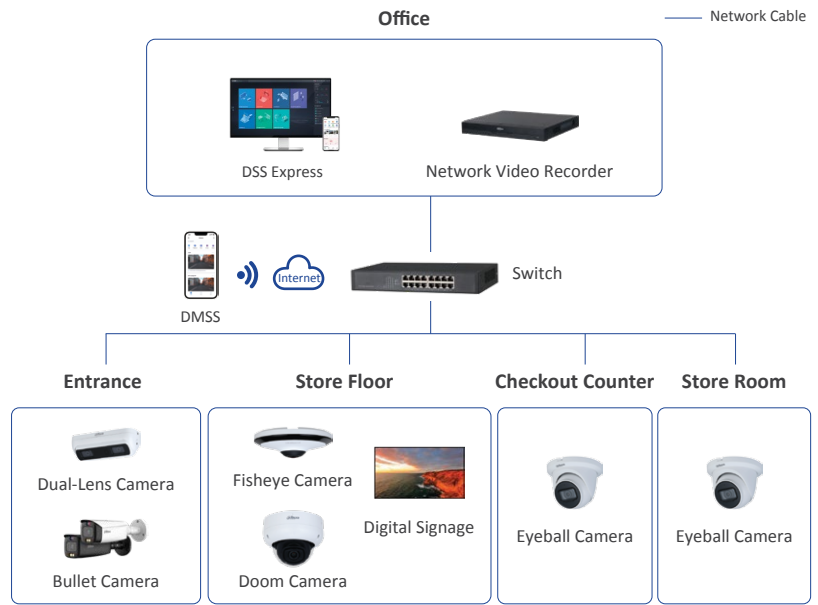 Office
Network Cable
DSS Express
Network Video Recorder
Internet
Switch
DMSS
Entrance
Store Floor
Checkout Counter
Store Room
Dual-Lens Camera
Fisheye Camera
Digital Signage
Eyeball Camera
Eyeball Camera
Bullet Camera
Doom Camera